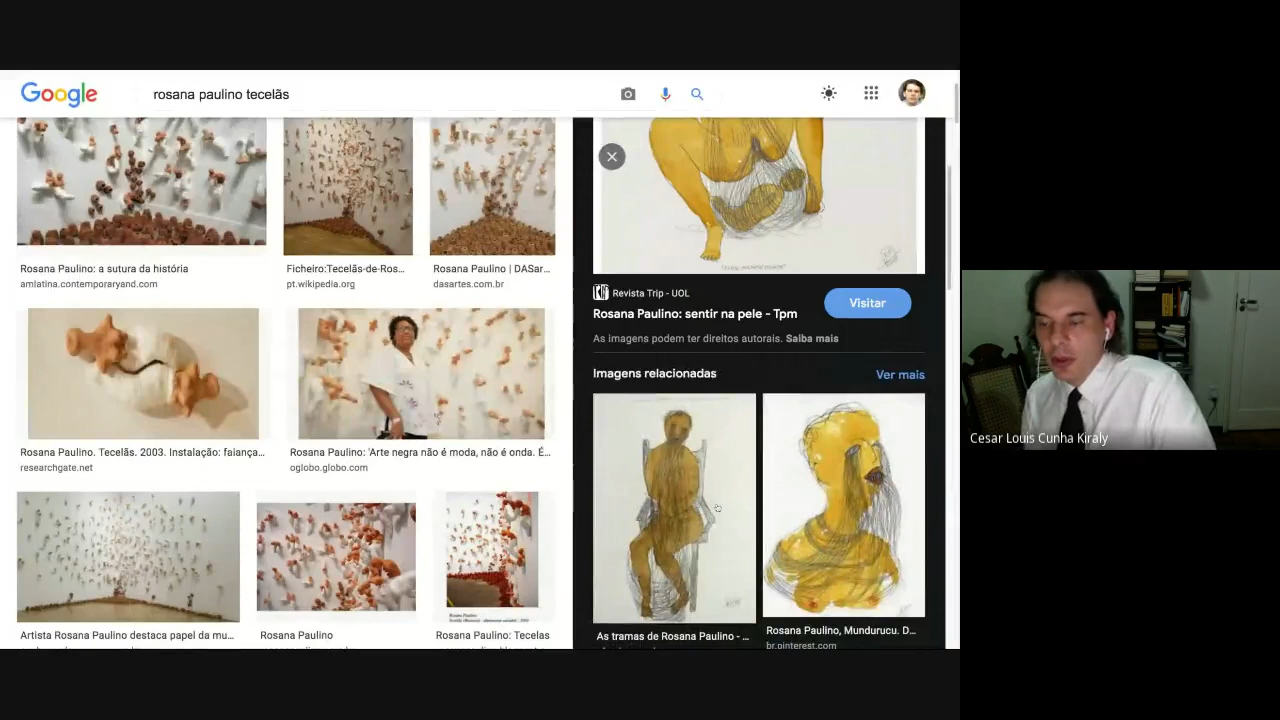 Google
rosana paulino tecelãs
Rosana Paulino: a sutura da história
amlatina.contemporaryand.com
Ficheiro:Tecelãs-de-Ros...
pt.wikipedia.org
Rosana Paulino | DASar...
dasartes.com.br
Rosana Paulino. Tecelãs. 2003. Instalação: faiança...
researchgate.net
Rosana Paulino: 'Arte negra não é moda, não é onda. É...
oglobo.globo.com
Artista Rosana Paulino destaca papel da mu...
Rosana Paulino
Rosana Paulino: Tecelas
Revista Trip - UOL
Rosana Paulino: sentir na pele - Tpm
Visitar
As imagens podem ter direitos autorais. Saiba mais
Imagens relacionadas
Ver mais
As tramas de Rosana Paulino - ...
Rosana Paulino, Mundurucu. D...
br.pinterest.com
Cesar Louis Cunha Kiraly